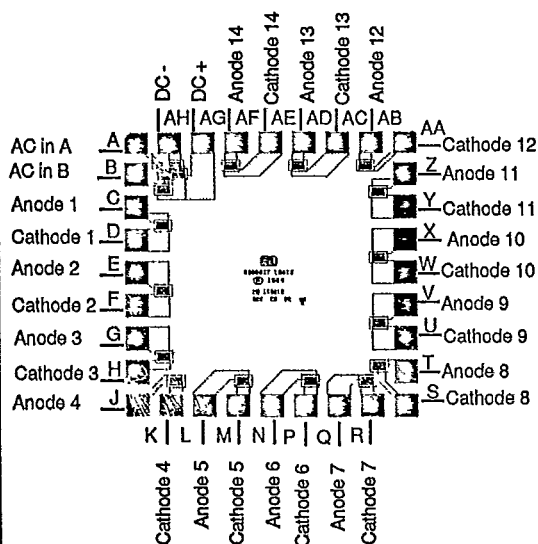 DC -
DC +
Anode 14
Cathode 14
Anode 13
Cathode 13
Anode 12
AH
AG
AF
AE
AD
AC
AB
AA
Cathode 12
AC in A
A
AC in B
B
Anode 1
C
Cathode 1
D
Anode 2
E
Cathode 2
F
Anode 3
G
Cathode 3
H
Anode 4
J
Z
Anode 11
Y
Cathode 11
X
Anode 10
W
Cathode 10
V
Anode 9
U
Cathode 9
T
Anode 8
S
Cathode 8
K
L
M
N
P
Q
R
Cathode 4
Anode 5
Cathode 5
Anode 6
Cathode 6
Anode 7
Cathode 7